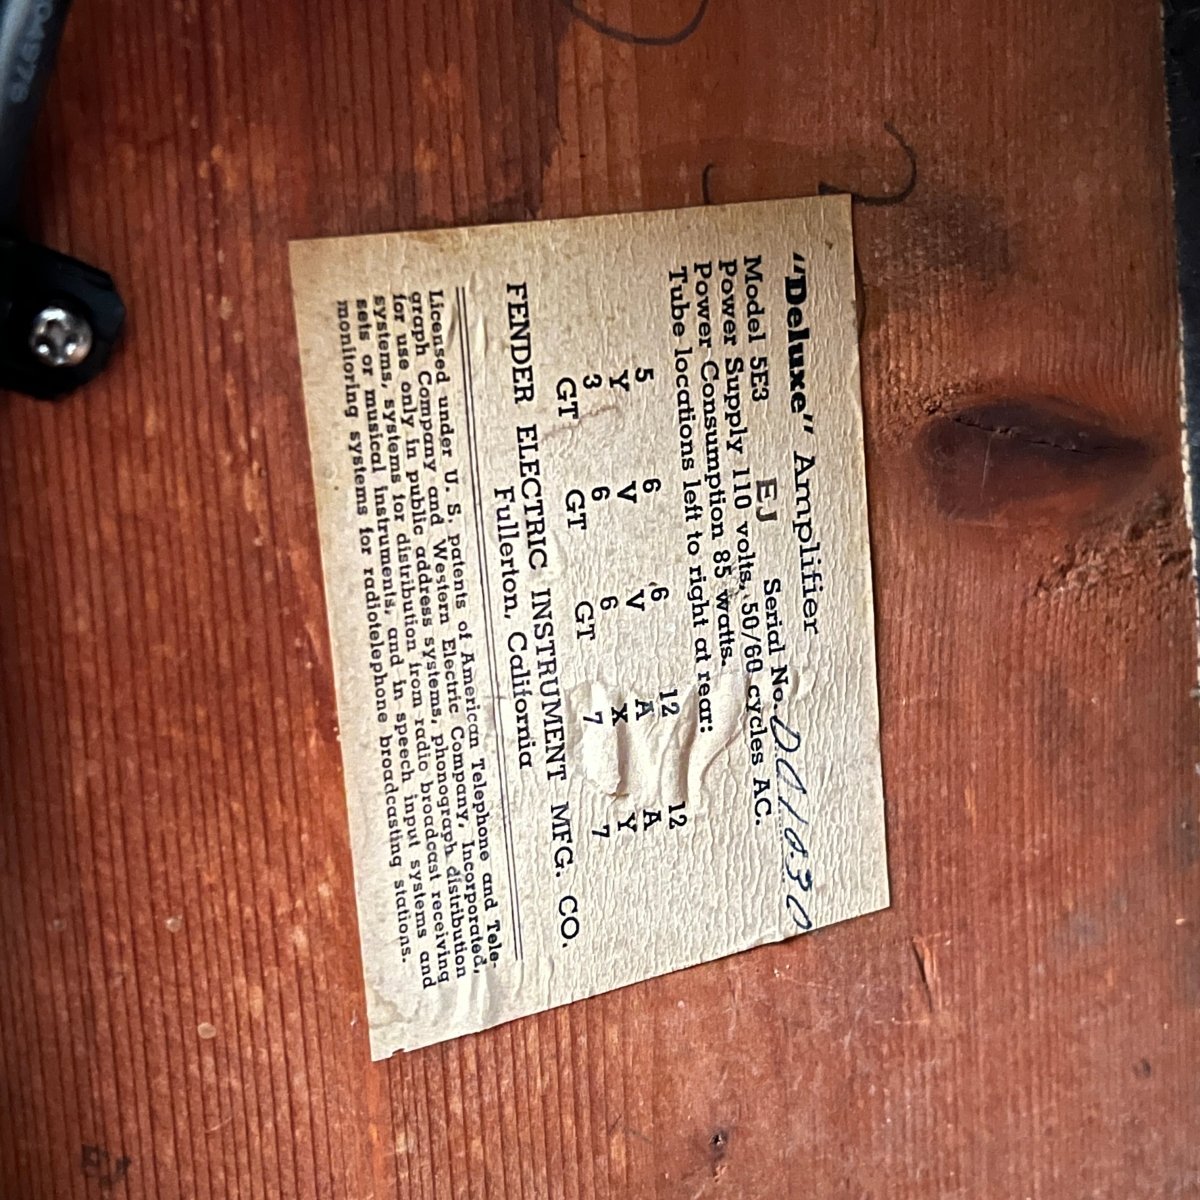 "Deluxe" Amplifier
Model 5E3 EJ Serial No. D01030
Power Supply 110 volts, 50/60 cycles AC.
Power Consumption 85 watts.
Tube locations left to right at rear:
5 6 6 12 12
Y V V A A
3 6 6 X Y
GT GT GT 7 7
FENDER ELECTRIC INSTRUMENT MFG. CO.
Fullerton, California
Licensed under U. S. patents of American Telephone and Tele-
graph Company and Western Electric Company, Incorporated,
for use only in public address systems, phonograph distribution
systems, systems for distribution from radio broadcast receiving
sets or musical instruments, and in speech input systems and
monitoring systems for radiotelephone broadcasting stations.